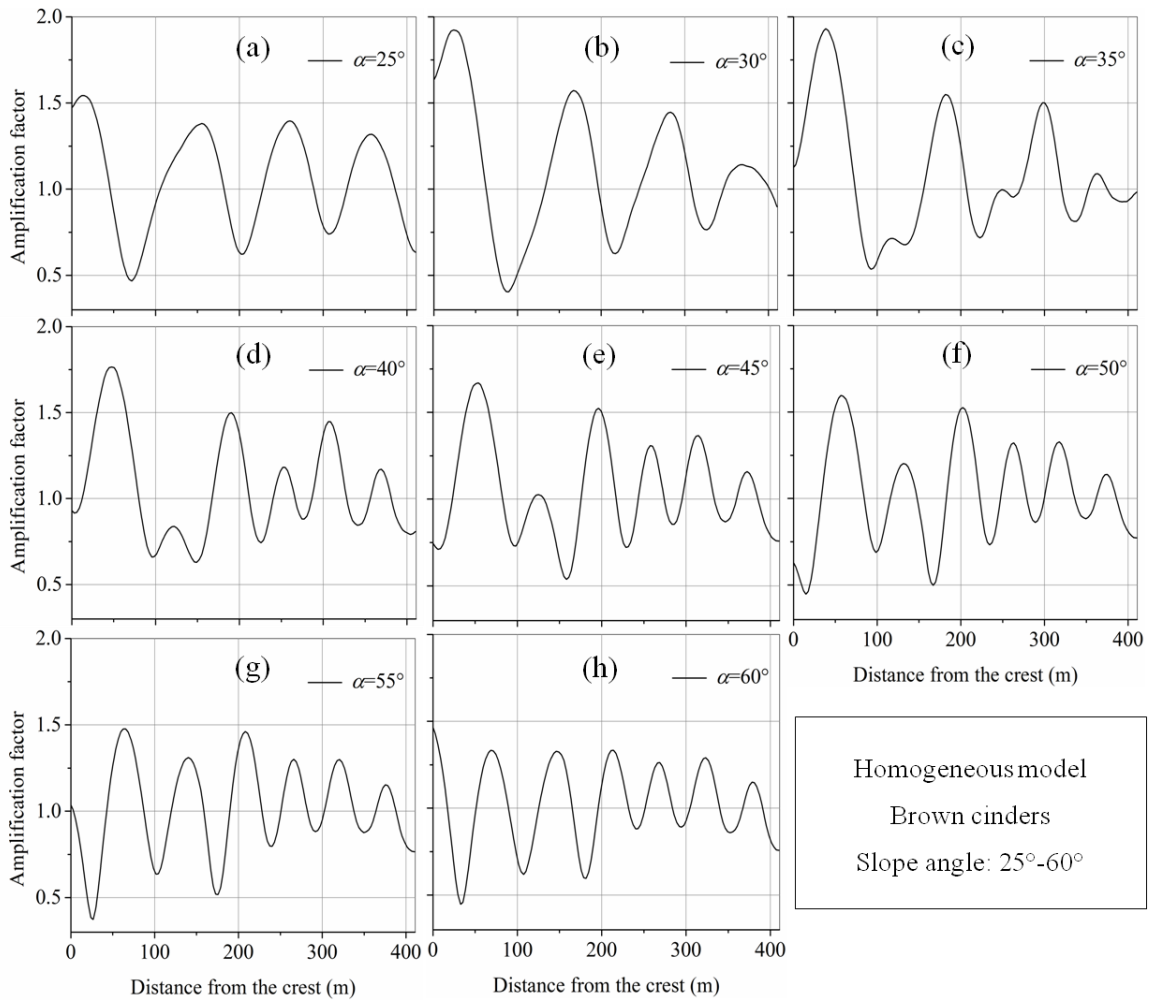 2.0
1.5
1.0
0.5
Amplification factor
(a)
α=25°
(b)
α=30°
(c)
α=35°
2.0
1.5
1.0
0.5
Amplification factor
(d)
α=40°
(e)
α=45°
(f)
α=50°
0 100 200 300 400
Distance from the crest (m)
2.0
1.5
1.0
0.5
Amplification factor
(g)
α=55°
(h)
α=60°
0 100 200 300 400
Distance from the crest (m)
0 100 200 300 400
Distance from the crest (m)
Homogeneous model
Brown cinders
Slope angle: 25°-60°